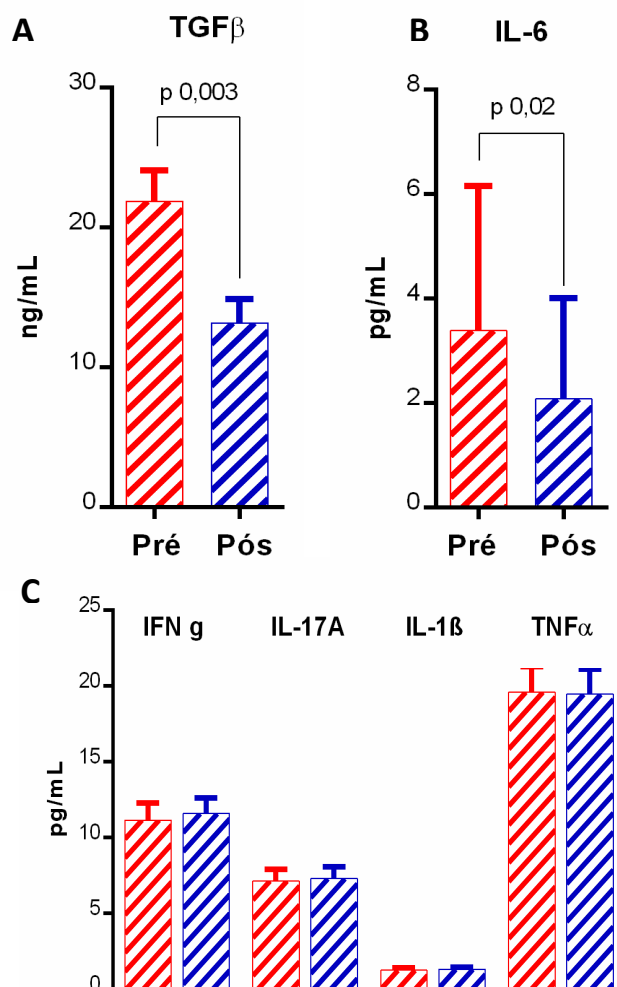 A
TGFβ
30
p 0,003
20
ng/mL
10
0
Pré Pós
B
IL-6
8
p 0,02
6
pg/mL
4
2
0
Pré Pós
C
25
IFN g IL-17A IL-1ß TNFα
20
15
pg/mL
10
5
0